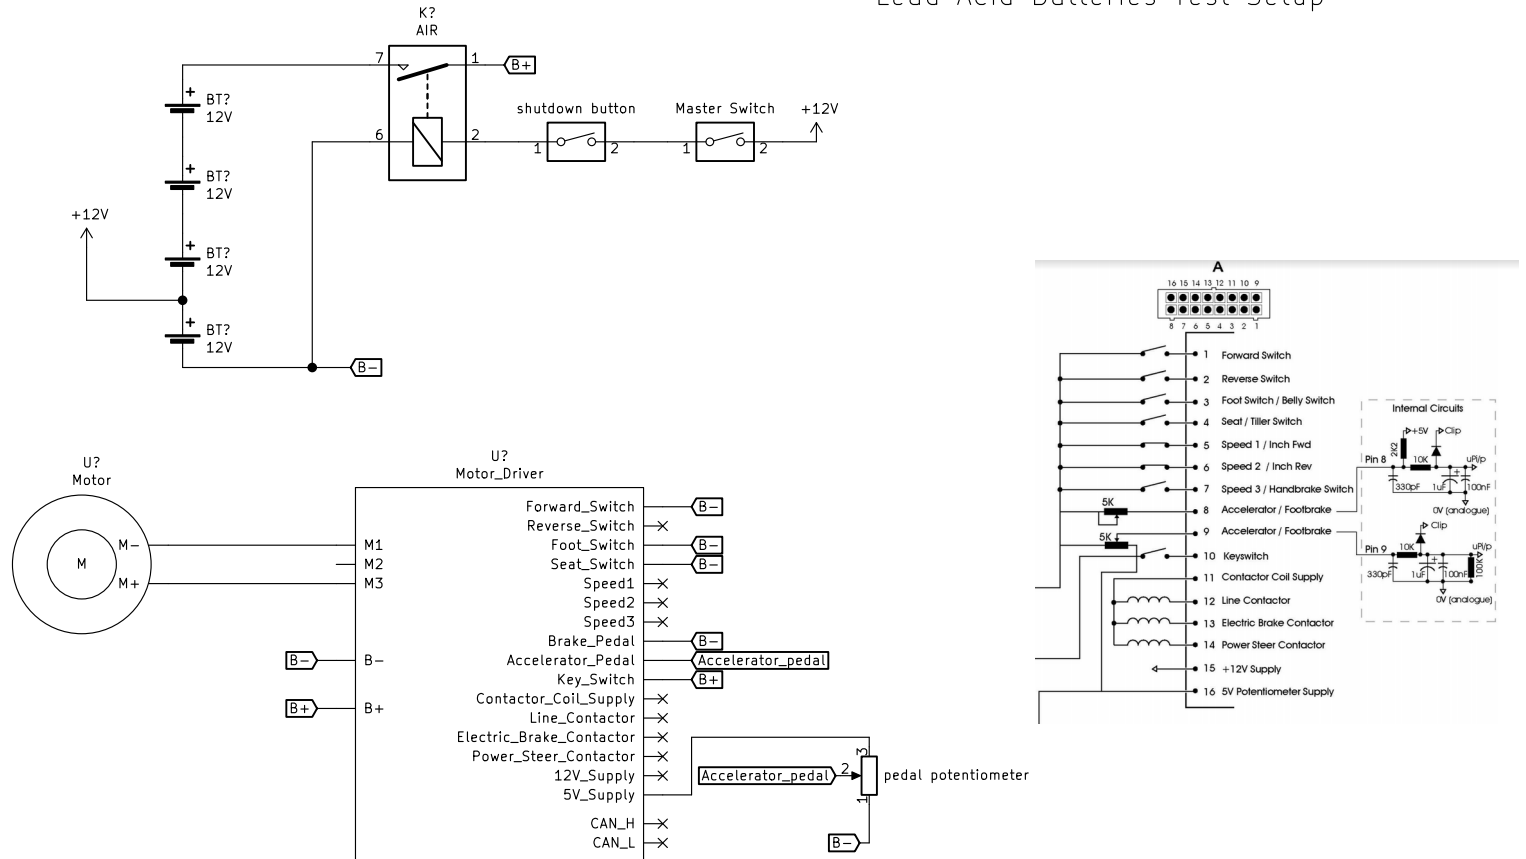 Lead Acid Batteries Test Setup
K?
AIR
7
1
B+
6
2
shutdown button
1
2
Master Switch
1
2
+12V
+
BT?
12V
+
BT?
12V
+
BT?
12V
+
BT?
12V
+12V
B-
U?
Motor
M
M-
M+
U?
Motor_Driver
M1
M2
M3
B-
B-
B+
B+
Forward_Switch
B-
Reverse_Switch
Foot_Switch
B-
Seat_Switch
B-
Speed1
Speed2
Speed3
Brake_Pedal
B-
Accelerator_Pedal
Accelerator_pedal
Key_Switch
B+
Contactor_Coil_Supply
Line_Contactor
Electric_Brake_Contactor
Power_Steer_Contactor
12V_Supply
5V_Supply
CAN_H
CAN_L
Accelerator_pedal
2
3
1
pedal potentiometer
B-
A
16 15 14 13 12 11 10 9
8 7 6 5 4 3 2 1
1 Forward Switch
2 Reverse Switch
3 Foot Switch / Belly Switch
4 Seat / Tiller Switch
5 Speed 1 / Inch Fwd
6 Speed 2 / Inch Rev
7 Speed 3 / Handbrake Switch
5K
8 Accelerator / Footbrake
5K
9 Accelerator / Footbrake
10 Keyswitch
11 Contactor Coil Supply
12 Line Contactor
13 Electric Brake Contactor
14 Power Steer Contactor
15 +12V Supply
16 5V Potentiometer Supply
Internal Circuits
+5V
Clip
2K2
Pin 8
10K
uPi/p
330pF
1uF
+
100nF
0V (analogue)
Clip
Pin 9
10K
uPi/p
330pF
1uF
+
100nF
100K
0V (analogue)